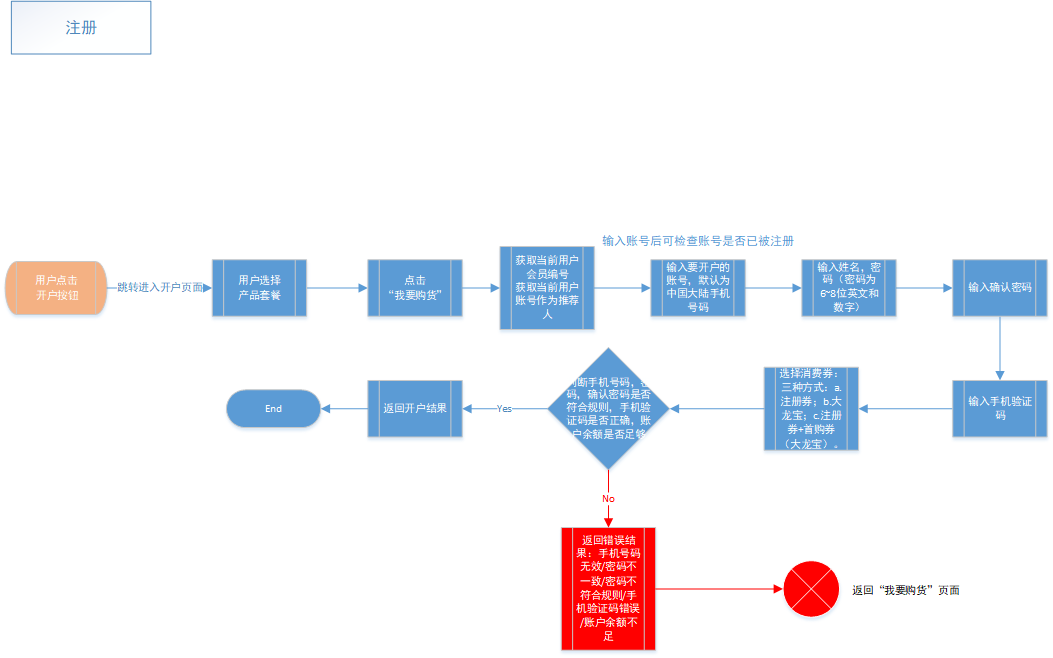 注册
输入账号后可检查账号是否已被注册
用户点击
开户按钮
跳转进入开户页面
用户选择
产品套餐
点击
“我要购货”
获取当前用户
会员编号
获取当前用户
账号作为推荐
人
输入要开户的
账号，默认为
中国大陆手机
号码
输入姓名，密
码（密码为
6~8位英文和
数字）
输入确认密码
输入手机验证
码
选择消费券：
三种方式：a.
注册券；b.大
龙宝；c.注册
券+首购券
（大龙宝）。
判断手机号码，密
码，确认密码是否
符合规则，手机验
证码是否正确，账
户余额是否足够
Yes
返回开户结果
End
No
返回错误结
果：手机号码
无效/密码不
一致/密码不
符合规则/手
机验证码错误
/账户余额不
足
返回“我要购货”页面